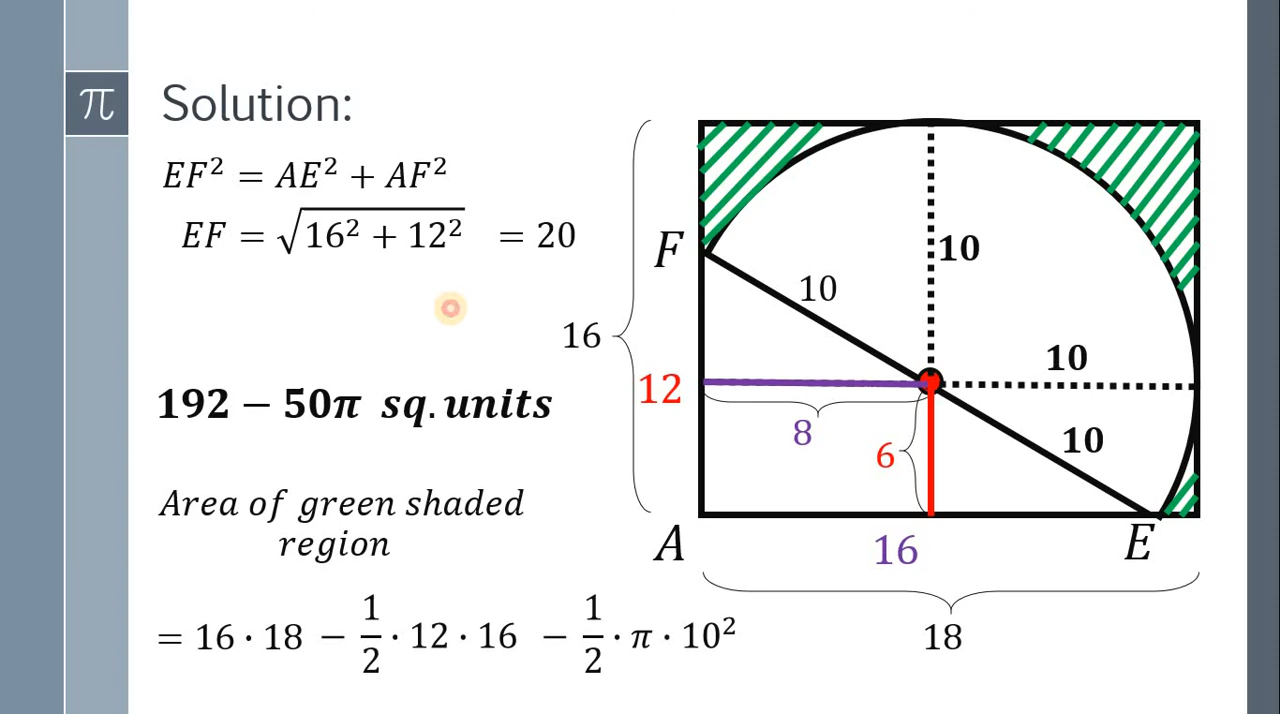 π
Solution:
EF² = AE² + AF²
EF = √(16² + 12²) = 20
192 − 50π sq. units
Area of green shaded
region
= 16 · 18 − 1/2 · 12 · 16 − 1/2 · π · 10²
16
F
10
10
12
8
10
6
10
A
16
E
18